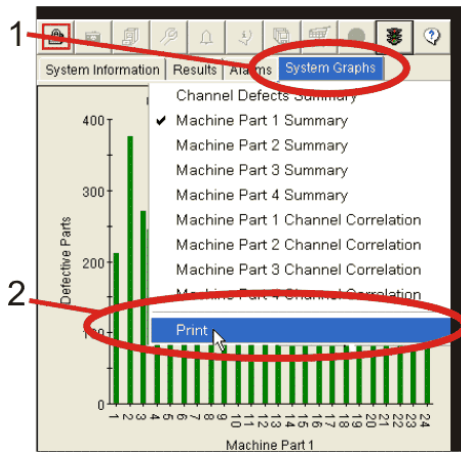 1
System Information Results Alarms System Graphs
Channel Defects Summary
Machine Part 1 Summary
Machine Part 2 Summary
Machine Part 3 Summary
Machine Part 4 Summary
Machine Part 1 Channel Correlation
Machine Part 2 Channel Correlation
Machine Part 3 Channel Correlation
Machine Part 4 Channel Correlation
Print
2
Defective Parts
400
300
200
100
0
1 2 3 4 5 6 7 8 9 10 11 12 13 14 15 16 17 18 19 20 21 22 23 24
Machine Part 1